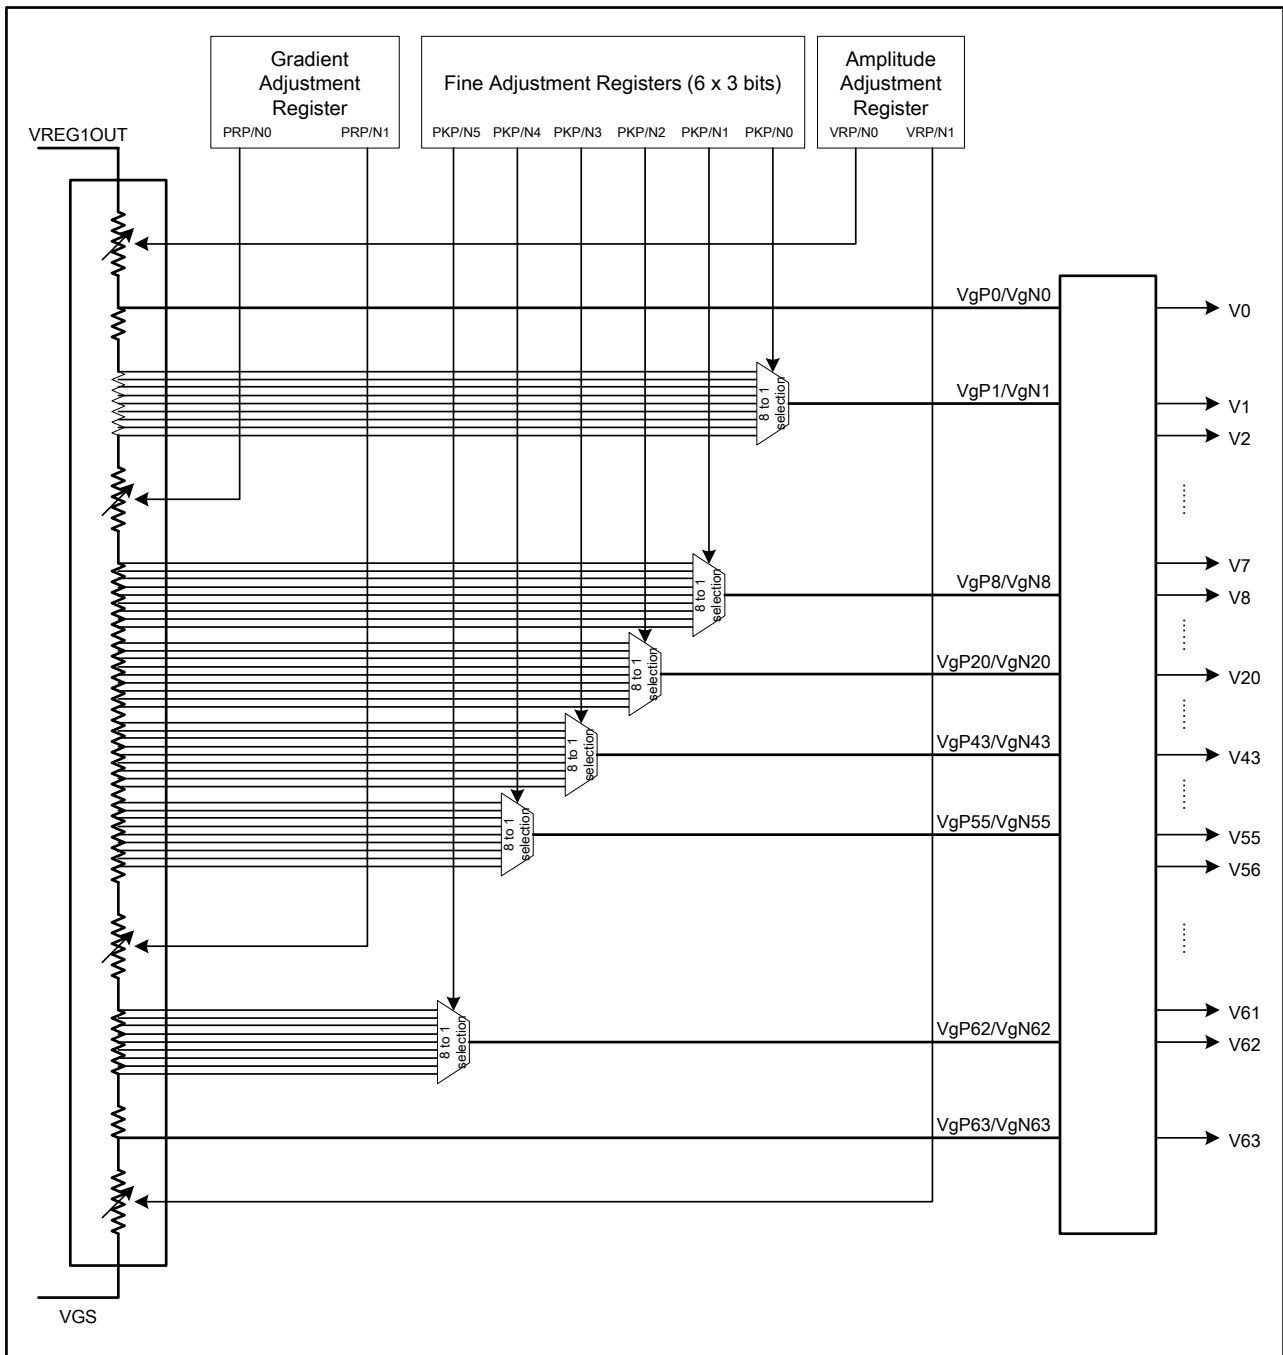 Gradient
Adjustment
Register
PRP/N0 PRP/N1
Fine Adjustment Registers (6 x 3 bits)
PKP/N5 PKP/N4 PKP/N3 PKP/N2 PKP/N1 PKP/N0
Amplitude
Adjustment
Register
VRP/N0 VRP/N1
VREG1OUT
VgP0/VgN0
V0
8 to 1
selection
VgP1/VgN1
V1
V2
V7
8 to 1
selection
VgP8/VgN8
V8
8 to 1
selection
VgP20/VgN20
V20
8 to 1
selection
VgP43/VgN43
V43
8 to 1
selection
VgP55/VgN55
V55
V56
V61
8 to 1
selection
VgP62/VgN62
V62
VgP63/VgN63
V63
VGS